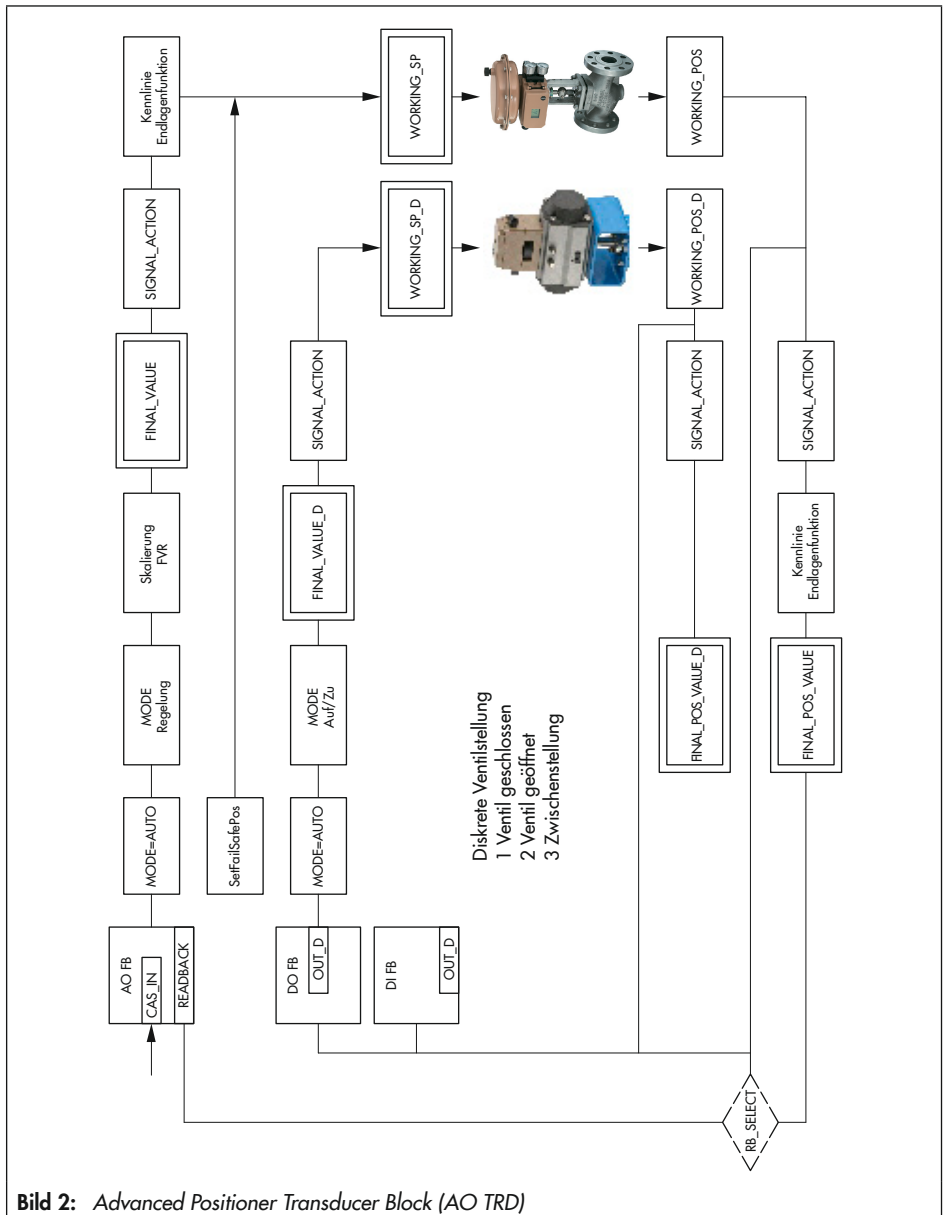 AO FB
CAS_IN
READBACK
MODE=AUTO
MODE
Regelung
Skalierung
FVR
FINAL_VALUE
SIGNAL_ACTION
Kennlinie
Endlagenfunktion
SetFailSafePos
DO FB
OUT_D
MODE=AUTO
MODE
Auf/Zu
FINAL_VALUE_D
SIGNAL_ACTION
DI FB
OUT_D
WORKING_SP_D
WORKING_SP
Diskrete Ventilstellung
1 Ventil geschlossen
2 Ventil geöffnet
3 Zwischenstellung
WORKING_POS_D
WORKING_POS
FINAL_POS_VALUE_D
SIGNAL_ACTION
RB_SELECT
FINAL_POS_VALUE
Kennlinie
Endlagenfunktion
SIGNAL_ACTION
Bild 2: Advanced Positioner Transducer Block (AO TRD)